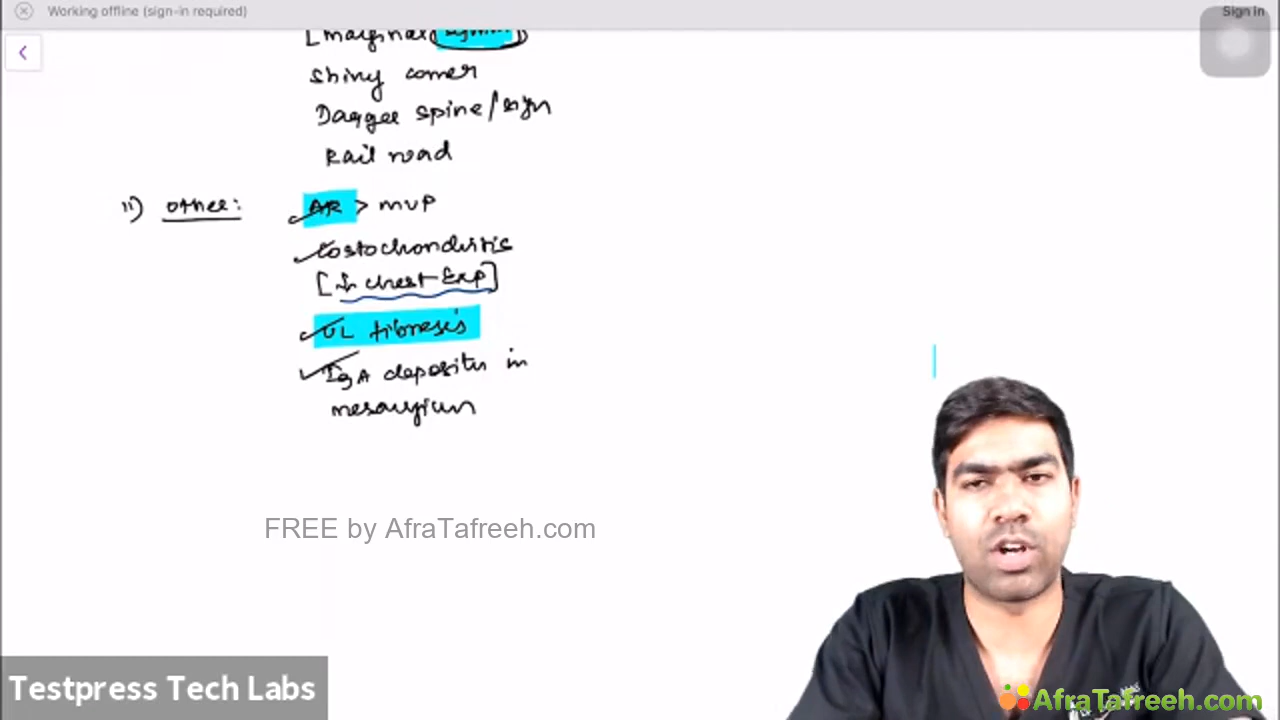 Working offline (sign-in required)
Sign in
[marginal
Shiny corner
Dagger spine/sign
Rail road
ii) other: AR > MVP
Costochondritis
[↓ chest Exp]
UL fibrosis
IgA deposits in
mesangium
FREE by AfraTafreeh.com
Testpress Tech Labs
AfraTafreeh.com